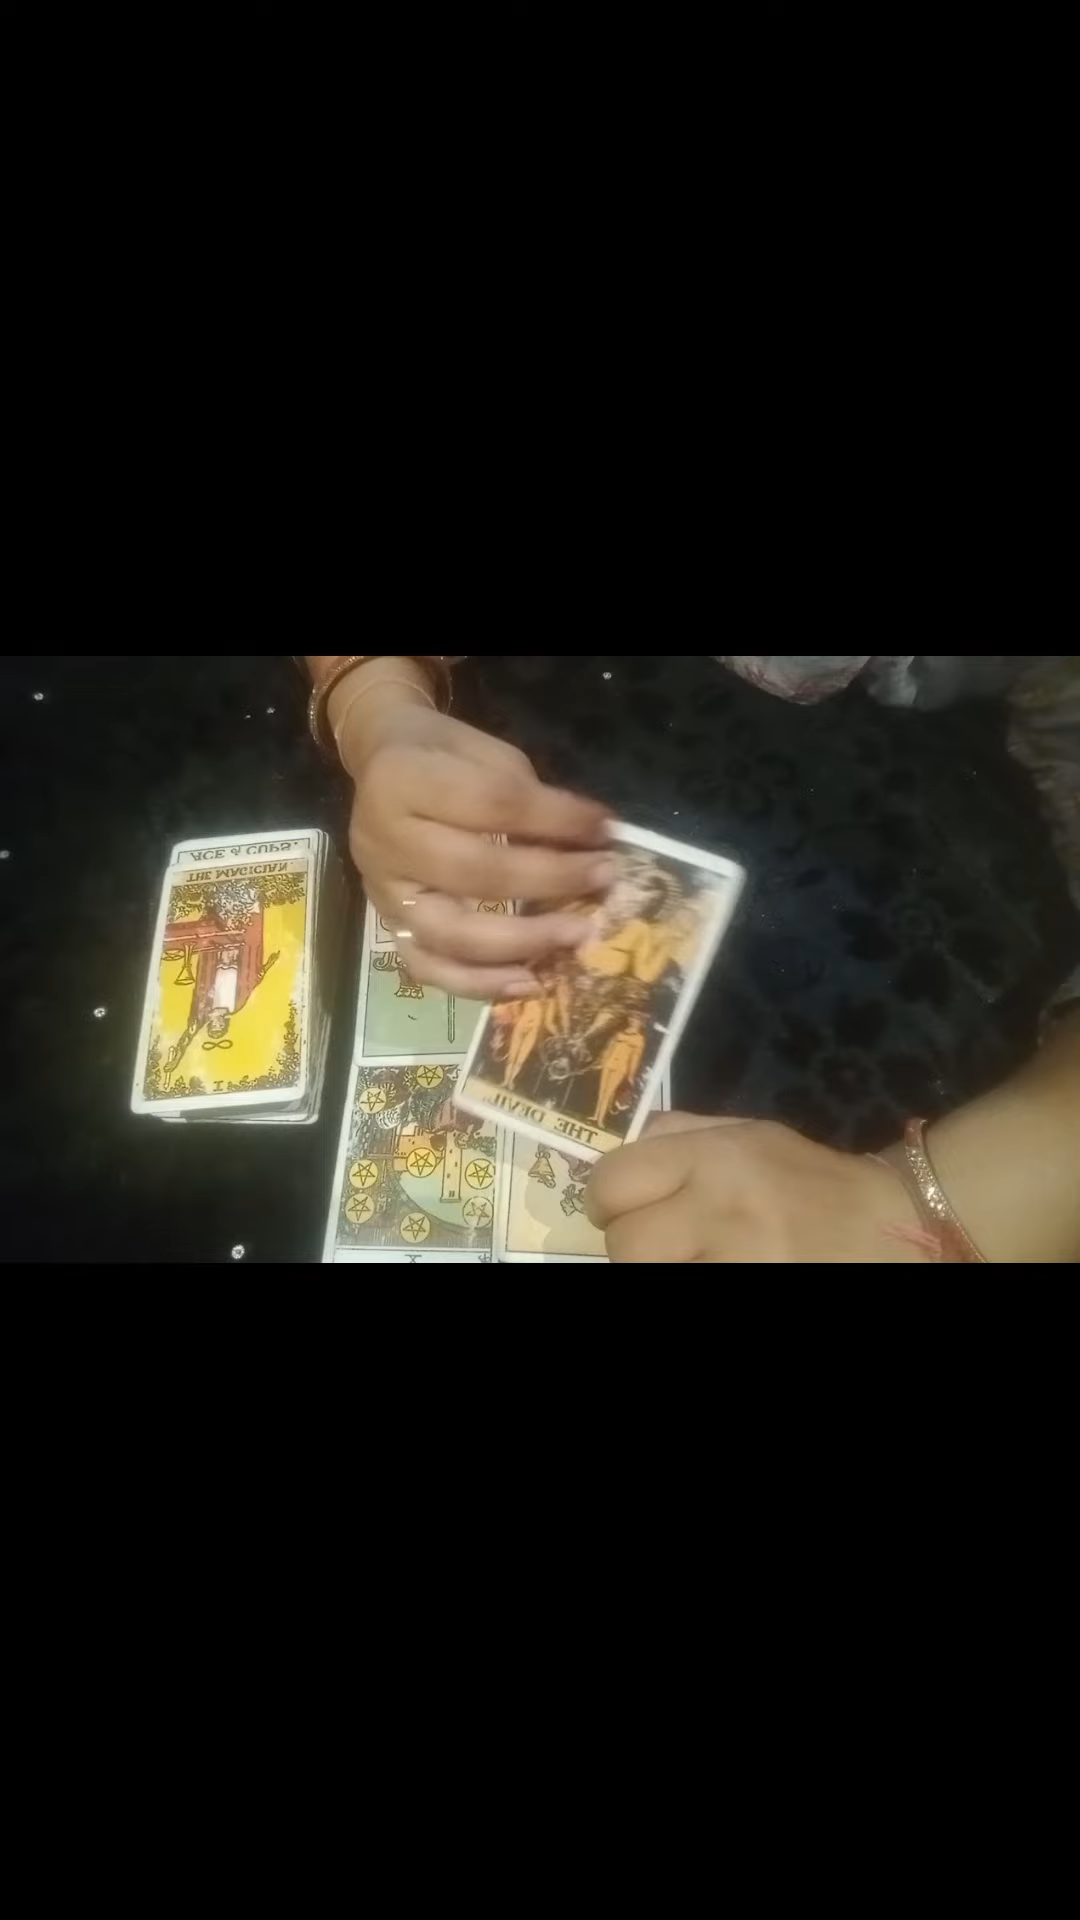 ACE of CUPS.
THE MAGICIAN.
I
THE DEVIL.
X